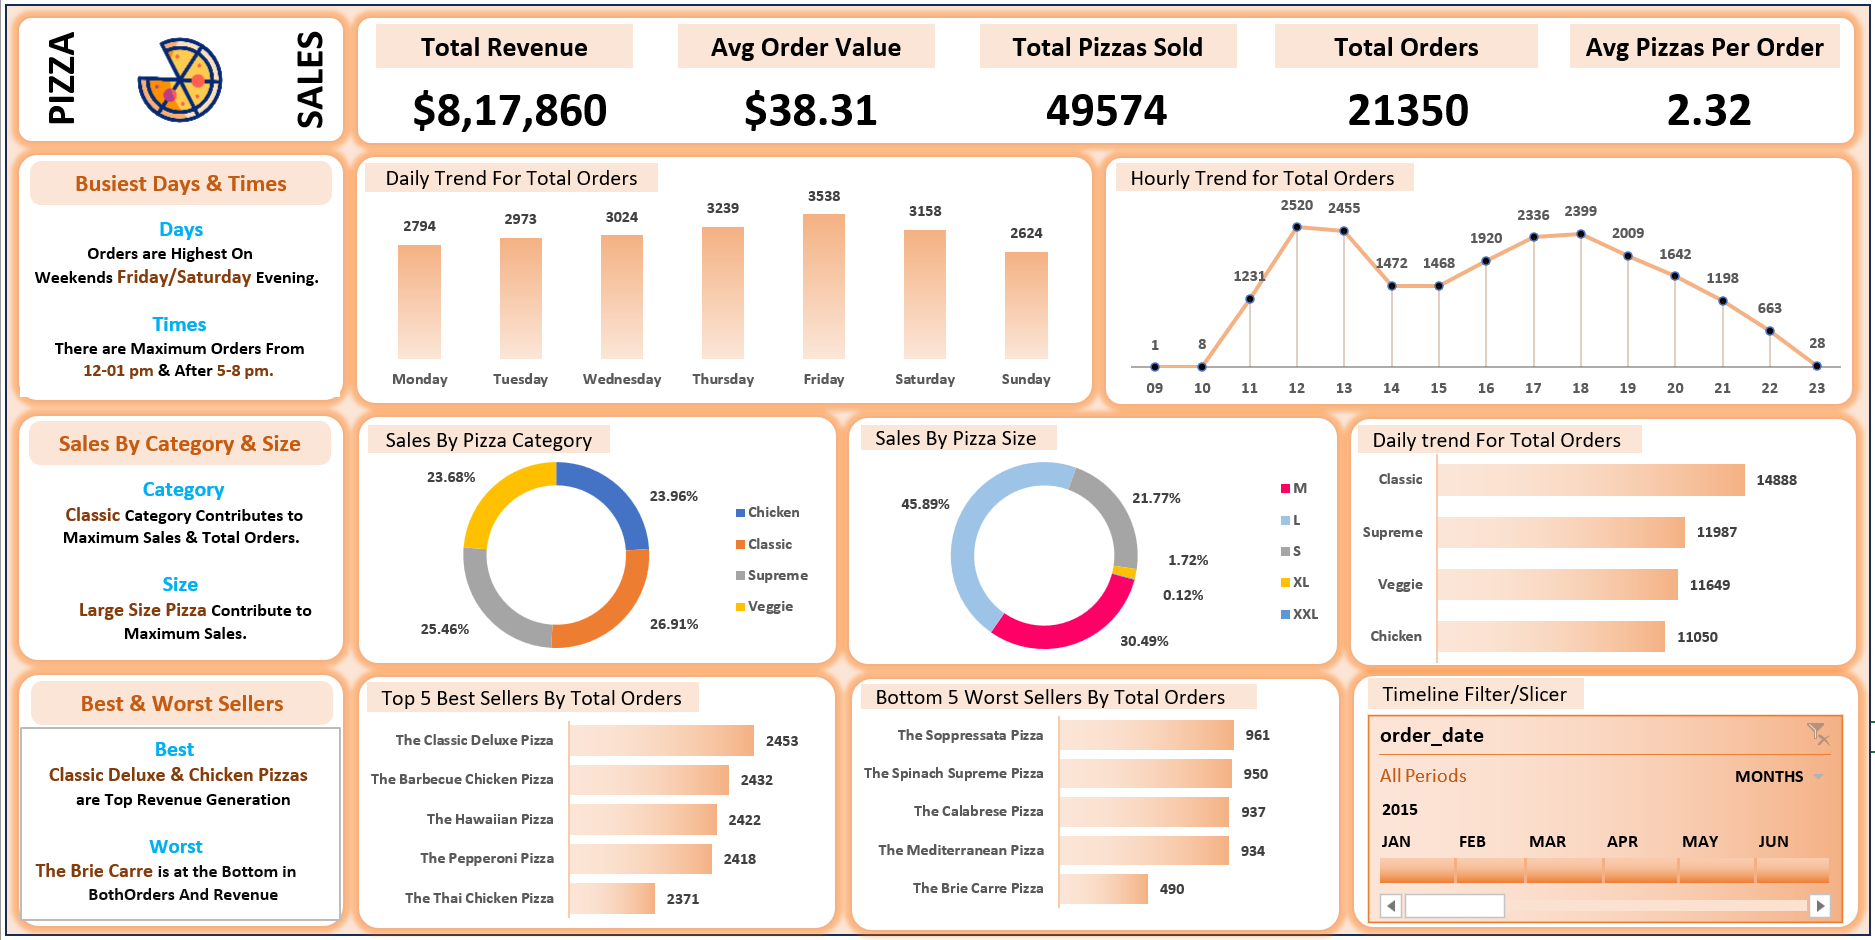 PIZZA
SALES
Total Revenue
$8,17,860
Avg Order Value
$38.31
Total Pizzas Sold
49574
Total Orders
21350
Avg Pizzas Per Order
2.32
Busiest Days & Times
Days
Orders are Highest On
Weekends Friday/Saturday Evening.
Times
There are Maximum Orders From
12-01 pm & After 5-8 pm.
Daily Trend For Total Orders
2794
2973
3024
3239
3538
3158
2624
Monday
Tuesday
Wednesday
Thursday
Friday
Saturday
Sunday
Hourly Trend for Total Orders
1
8
1231
2520
2455
1472
1468
1920
2336
2399
2009
1642
1198
663
28
09
10
11
12
13
14
15
16
17
18
19
20
21
22
23
Sales By Category & Size
Category
Classic Category Contributes to
Maximum Sales & Total Orders.
Size
Large Size Pizza Contribute to
Maximum Sales.
Sales By Pizza Category
23.68%
23.96%
25.46%
26.91%
Chicken
Classic
Supreme
Veggie
Sales By Pizza Size
45.89%
21.77%
1.72%
0.12%
30.49%
M
L
S
XL
XXL
Daily trend For Total Orders
Classic 14888
Supreme 11987
Veggie 11649
Chicken 11050
Best & Worst Sellers
Best
Classic Deluxe & Chicken Pizzas
are Top Revenue Generation
Worst
The Brie Carre is at the Bottom in
BothOrders And Revenue
Top 5 Best Sellers By Total Orders
The Classic Deluxe Pizza 2453
The Barbecue Chicken Pizza 2432
The Hawaiian Pizza 2422
The Pepperoni Pizza 2418
The Thai Chicken Pizza 2371
Bottom 5 Worst Sellers By Total Orders
The Soppressata Pizza 961
The Spinach Supreme Pizza 950
The Calabrese Pizza 937
The Mediterranean Pizza 934
The Brie Carre Pizza 490
Timeline Filter/Slicer
order_date
All Periods
MONTHS
2015
JAN
FEB
MAR
APR
MAY
JUN